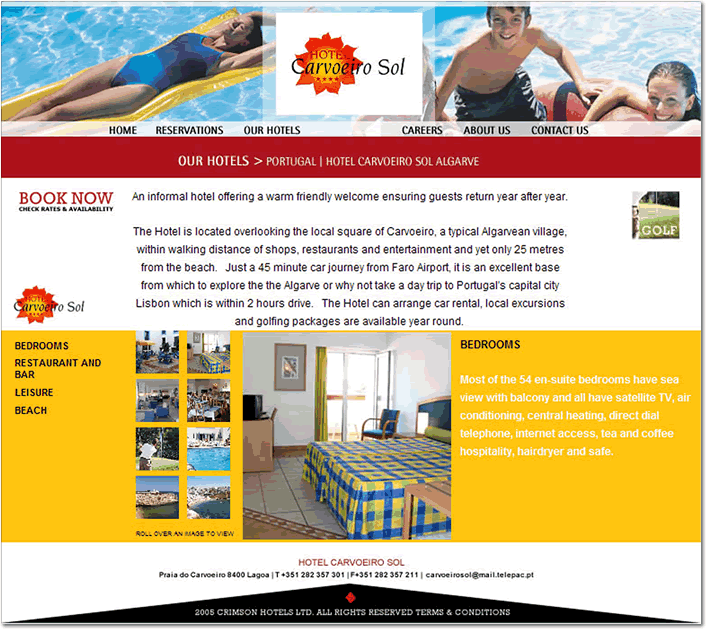 HOTEL
Carvoeiro Sol
HOME RESERVATIONS OUR HOTELS CAREERS ABOUT US CONTACT US
OUR HOTELS > PORTUGAL | HOTEL CARVOEIRO SOL ALGARVE
BOOK NOW
CHECK RATES & AVAILABILITY
An informal hotel offering a warm friendly welcome ensuring guests return year after year.
The Hotel is located overlooking the local square of Carvoeiro, a typical Algarvean village,
within walking distance of shops, restaurants and entertainment and yet only 25 metres
from the beach. Just a 45 minute car journey from Faro Airport, it is an excellent base
from which to explore the the Algarve or why not take a day trip to Portugal's capital city
Lisbon which is within 2 hours drive. The Hotel can arrange car rental, local excursions
and golfing packages are available year round.
GOLF
HOTEL
Carvoeiro Sol
BEDROOMS
RESTAURANT AND
BAR
LEISURE
BEACH
ROLL OVER AN IMAGE TO VIEW
BEDROOMS
Most of the 54 en-suite bedrooms have sea
view with balcony and all have satellite TV, air
conditioning, central heating, direct dial
telephone, internet access, tea and coffee
hospitality, hairdryer and safe.
HOTEL CARVOEIRO SOL
Praia do Carvoeiro 8400 Lagoa | T +351 282 357 301 | F+351 282 357 211 | carvoeirosol@mail.telepac.pt
2005 CRIMSON HOTELS LTD. ALL RIGHTS RESERVED TERMS & CONDITIONS